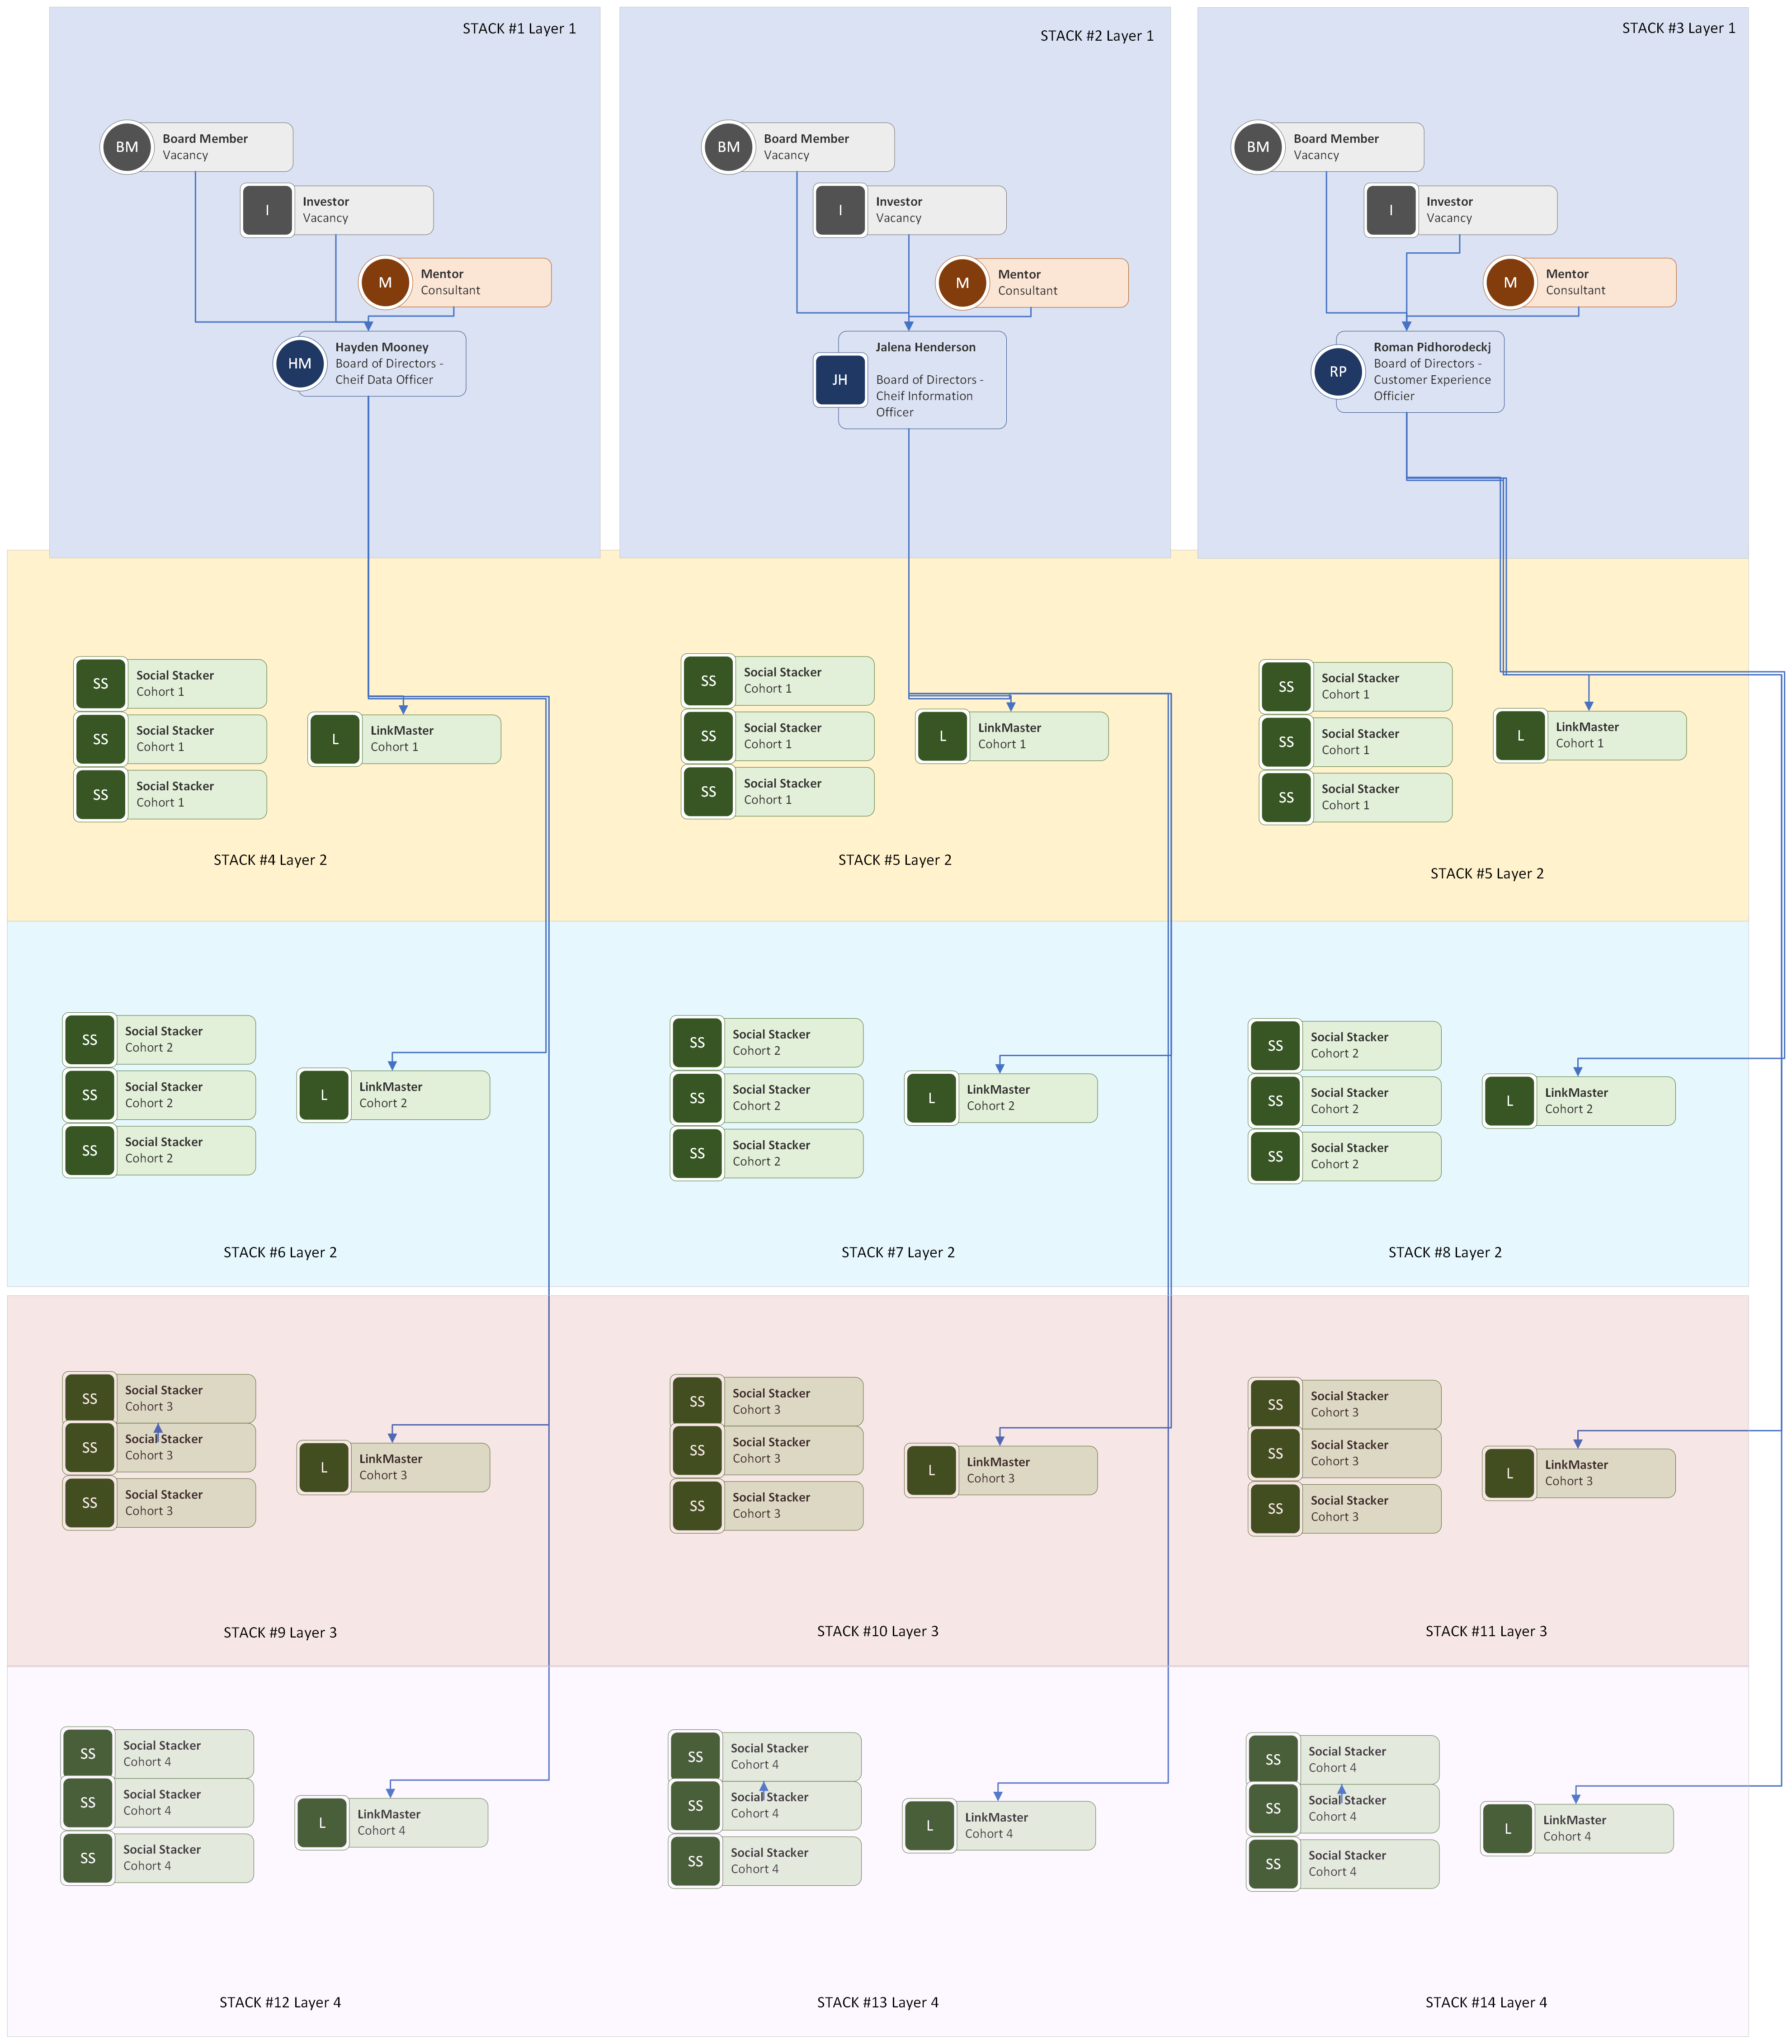 STACK #1 Layer 1
BM
Board Member
Vacancy
I
Investor
Vacancy
M
Mentor
Consultant
HM
Hayden Mooney
Board of Directors -
Cheif Data Officer
STACK #2 Layer 1
BM
Board Member
Vacancy
I
Investor
Vacancy
M
Mentor
Consultant
JH
Jalena Henderson
Board of Directors -
Cheif Information
Officer
STACK #3 Layer 1
BM
Board Member
Vacancy
I
Investor
Vacancy
M
Mentor
Consultant
RP
Roman Pidhorodeckj
Board of Directors -
Customer Experience
Officier
SS
Social Stacker
Cohort 1
SS
Social Stacker
Cohort 1
SS
Social Stacker
Cohort 1
L
LinkMaster
Cohort 1
STACK #4 Layer 2
SS
Social Stacker
Cohort 1
SS
Social Stacker
Cohort 1
SS
Social Stacker
Cohort 1
L
LinkMaster
Cohort 1
STACK #5 Layer 2
SS
Social Stacker
Cohort 1
SS
Social Stacker
Cohort 1
SS
Social Stacker
Cohort 1
L
LinkMaster
Cohort 1
STACK #5 Layer 2
SS
Social Stacker
Cohort 2
SS
Social Stacker
Cohort 2
SS
Social Stacker
Cohort 2
L
LinkMaster
Cohort 2
STACK #6 Layer 2
SS
Social Stacker
Cohort 2
SS
Social Stacker
Cohort 2
SS
Social Stacker
Cohort 2
L
LinkMaster
Cohort 2
STACK #7 Layer 2
SS
Social Stacker
Cohort 2
SS
Social Stacker
Cohort 2
SS
Social Stacker
Cohort 2
L
LinkMaster
Cohort 2
STACK #8 Layer 2
SS
Social Stacker
Cohort 3
SS
Social Stacker
Cohort 3
SS
Social Stacker
Cohort 3
L
LinkMaster
Cohort 3
STACK #9 Layer 3
SS
Social Stacker
Cohort 3
SS
Social Stacker
Cohort 3
SS
Social Stacker
Cohort 3
L
LinkMaster
Cohort 3
STACK #10 Layer 3
SS
Social Stacker
Cohort 3
SS
Social Stacker
Cohort 3
SS
Social Stacker
Cohort 3
L
LinkMaster
Cohort 3
STACK #11 Layer 3
SS
Social Stacker
Cohort 4
SS
Social Stacker
Cohort 4
SS
Social Stacker
Cohort 4
L
LinkMaster
Cohort 4
STACK #12 Layer 4
SS
Social Stacker
Cohort 4
SS
Social Stacker
Cohort 4
SS
Social Stacker
Cohort 4
L
LinkMaster
Cohort 4
STACK #13 Layer 4
SS
Social Stacker
Cohort 4
SS
Social Stacker
Cohort 4
SS
Social Stacker
Cohort 4
L
LinkMaster
Cohort 4
STACK #14 Layer 4